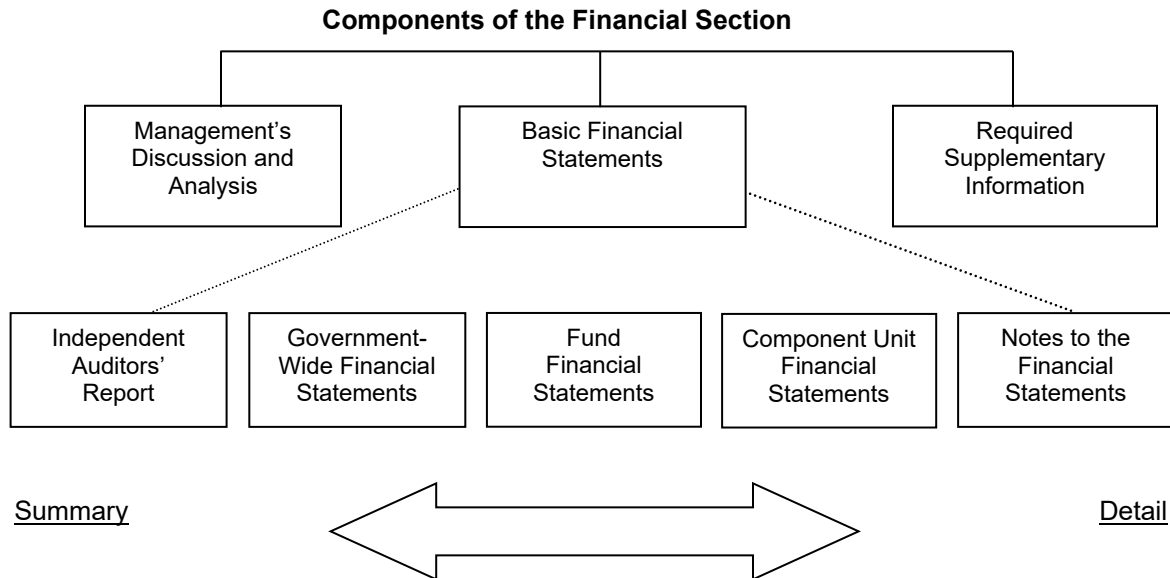 Components of the Financial Section
Management’s
Discussion and
Analysis
Basic Financial
Statements
Required
Supplementary
Information
Independent
Auditors’
Report
Government-
Wide Financial
Statements
Fund
Financial
Statements
Component Unit
Financial
Statements
Notes to the
Financial
Statements
Summary
Detail